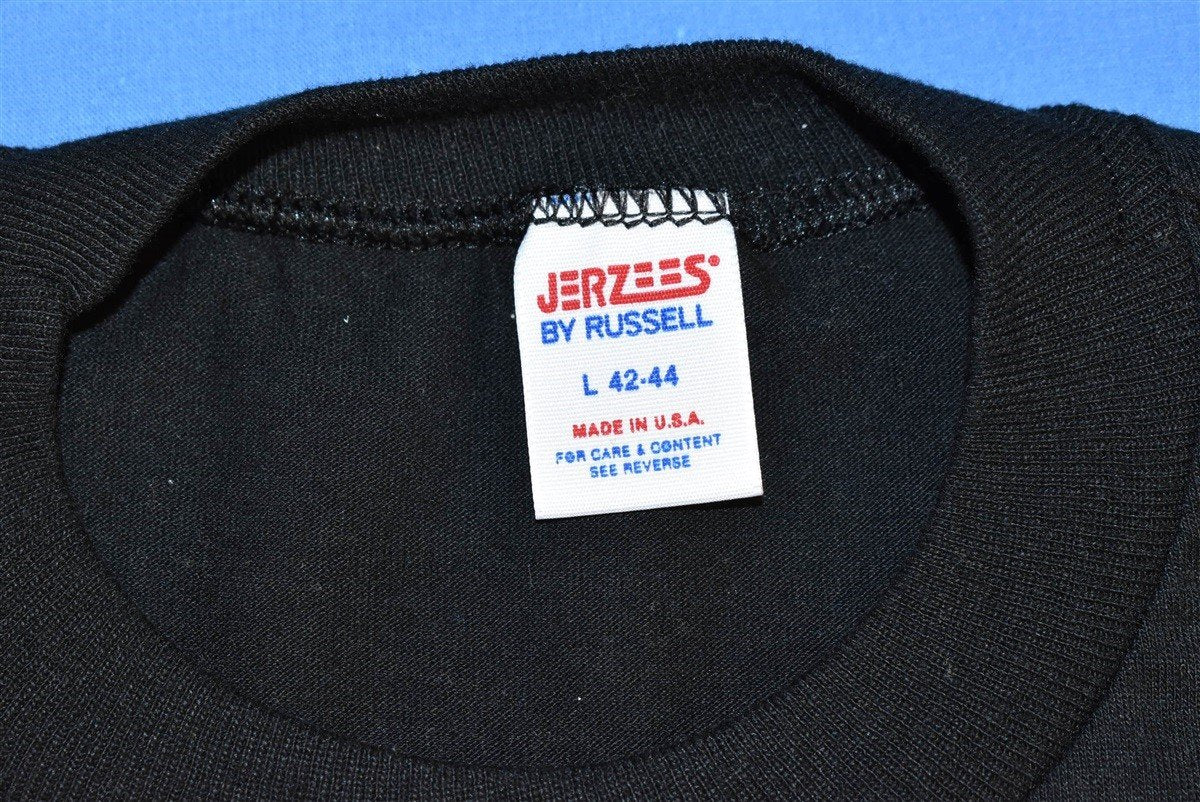 JERZEES
BY RUSSELL
L 42-44
MADE IN U.S.A.
FOR CARE & CONTENT
SEE REVERSE